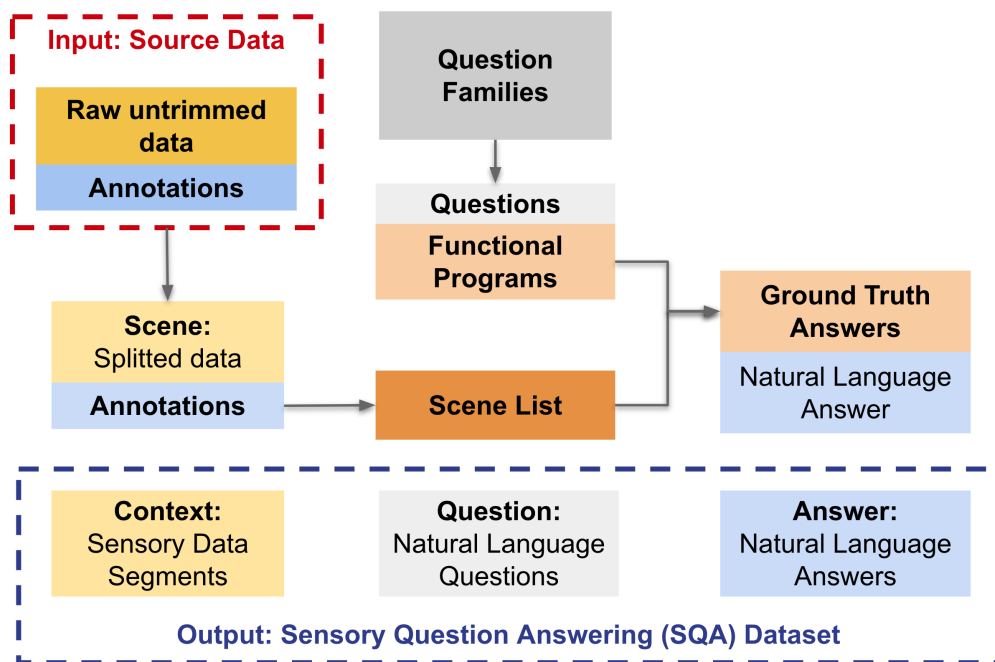 Input: Source Data
Raw untrimmed
data
Annotations
Question
Families
Questions
Functional
Programs
Scene:
Splitted data
Annotations
Scene List
Ground Truth
Answers
Natural Language
Answer
Context:
Sensory Data
Segments
Question:
Natural Language
Questions
Answer:
Natural Language
Answers
Output: Sensory Question Answering (SQA) Dataset